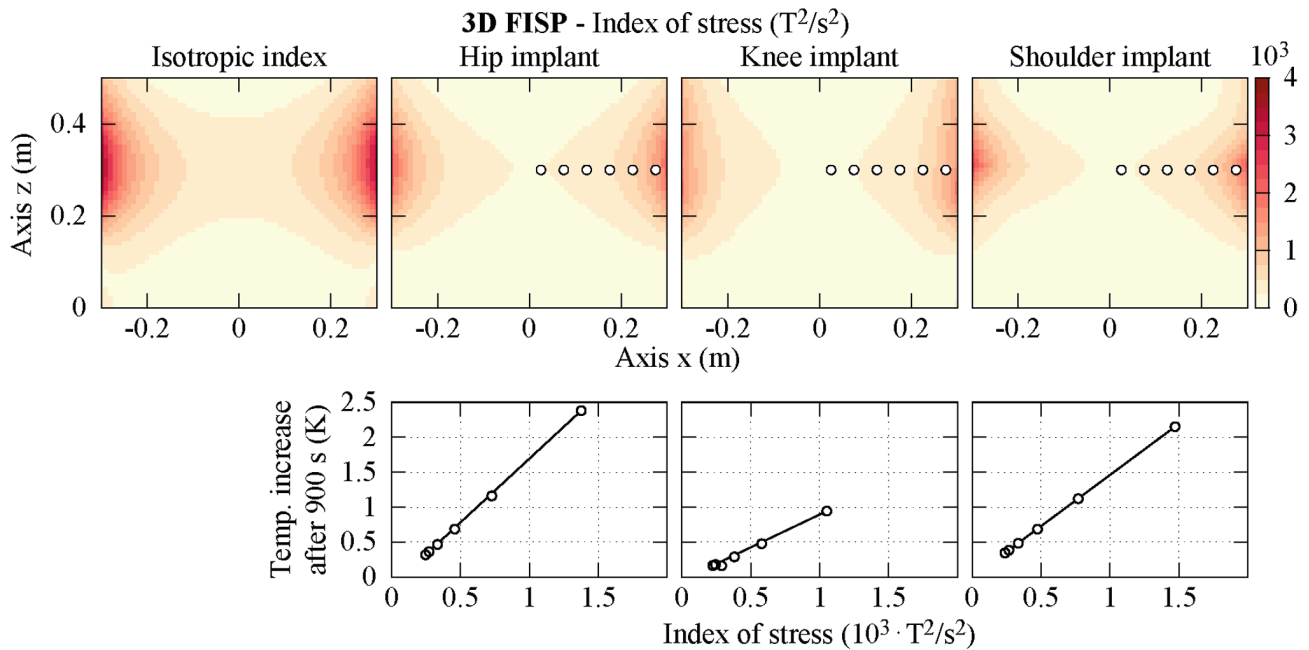 3D FISP - Index of stress (T²/s²)
Isotropic index
Hip implant
Knee implant
Shoulder implant
10³
4
3
2
1
0
Axis z (m)
0.4
0.2
0
-0.2 0 0.2
-0.2 0 0.2
-0.2 0 0.2
-0.2 0 0.2
Axis x (m)
Temp. increase
after 900 s (K)
2.5
2
1.5
1
0.5
0
0 0.5 1 1.5
0 0.5 1 1.5
0 0.5 1 1.5
Index of stress (10³ · T²/s²)